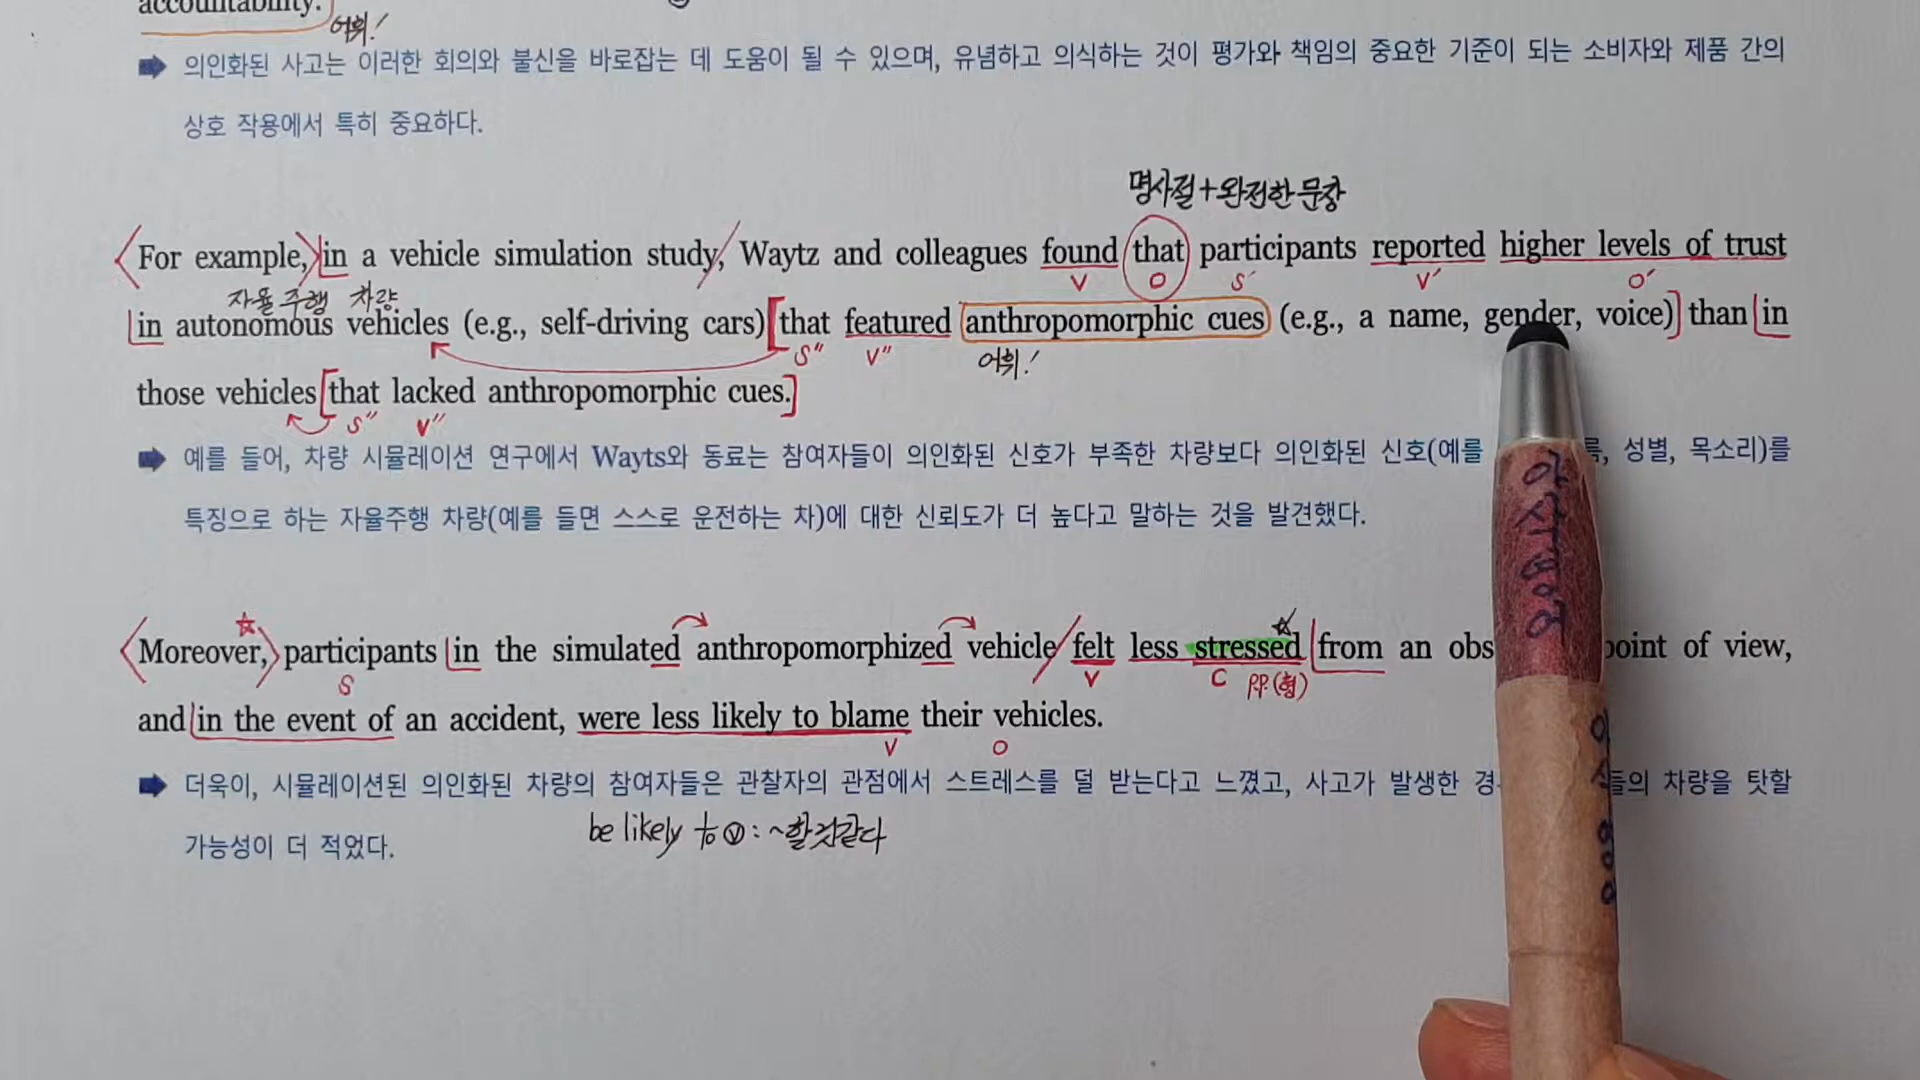 accountability.
어휘!
의인화된 사고는 이러한 회의와 불신을 바로잡는 데 도움이 될 수 있으며, 유념하고 의식하는 것이 평가와 책임의 중요한 기준이 되는 소비자와 제품 간의
상호 작용에서 특히 중요하다.
명사절+완전한 문장
For example, in a vehicle simulation study, Waytz and colleagues found that participants reported higher levels of trust
V O S' V' O'
자율주행 차량
in autonomous vehicles (e.g., self-driving cars) [that featured anthropomorphic cues (e.g., a name, gender, voice)] than in
S" V" 어휘!
those vehicles [that lacked anthropomorphic cues.]
S" V"
예를 들어, 차량 시뮬레이션 연구에서 Wayts와 동료는 참여자들이 의인화된 신호가 부족한 차량보다 의인화된 신호(예를 성별, 목소리)를
특징으로 하는 자율주행 차량(예를 들면 스스로 운전하는 차)에 대한 신뢰도가 더 높다고 말하는 것을 발견했다.
Moreover, participants in the simulated anthropomorphized vehicle felt less stressed from an point of view,
S V C P.P.(형)
and in the event of an accident, were less likely to blame their vehicles.
V O
더욱이, 시뮬레이션된 의인화된 차량의 참여자들은 관찰자의 관점에서 스트레스를 덜 받는다고 느꼈고, 사고가 발생한 차량을 탓할
be likely to ⓥ : ~할 것 같다
가능성이 더 적었다.